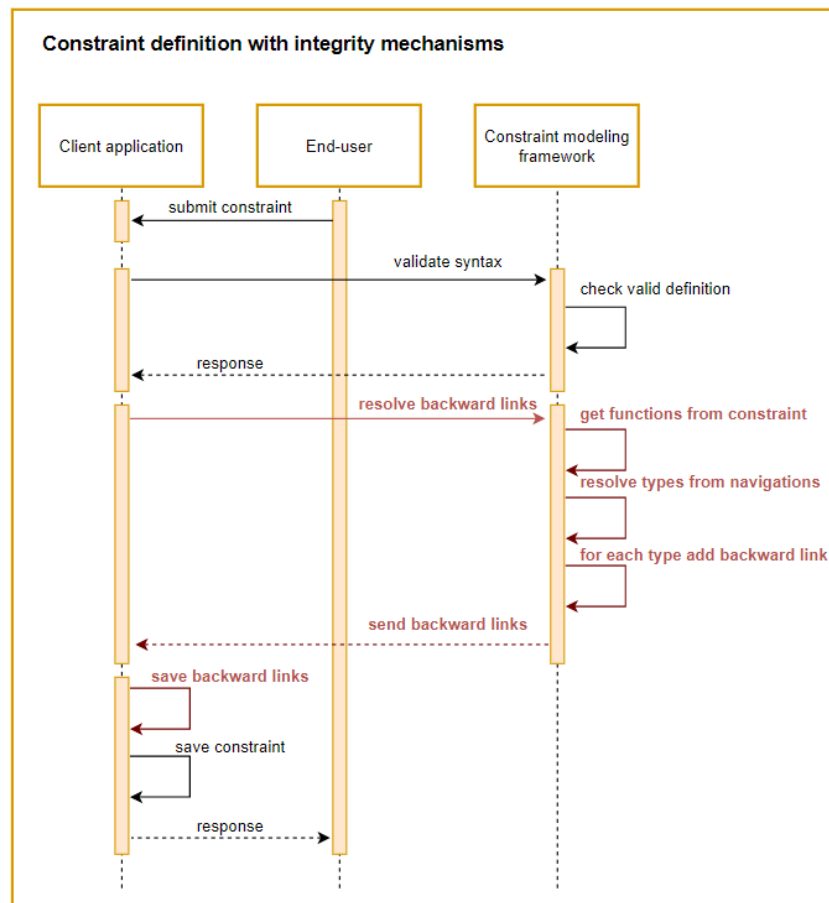 Constraint definition with integrity mechanisms
Client application
End-user
Constraint modeling
framework
submit constraint
validate syntax
check valid definition
response
resolve backward links
get functions from constraint
resolve types from navigations
for each type add backward link
send backward links
save backward links
save constraint
response